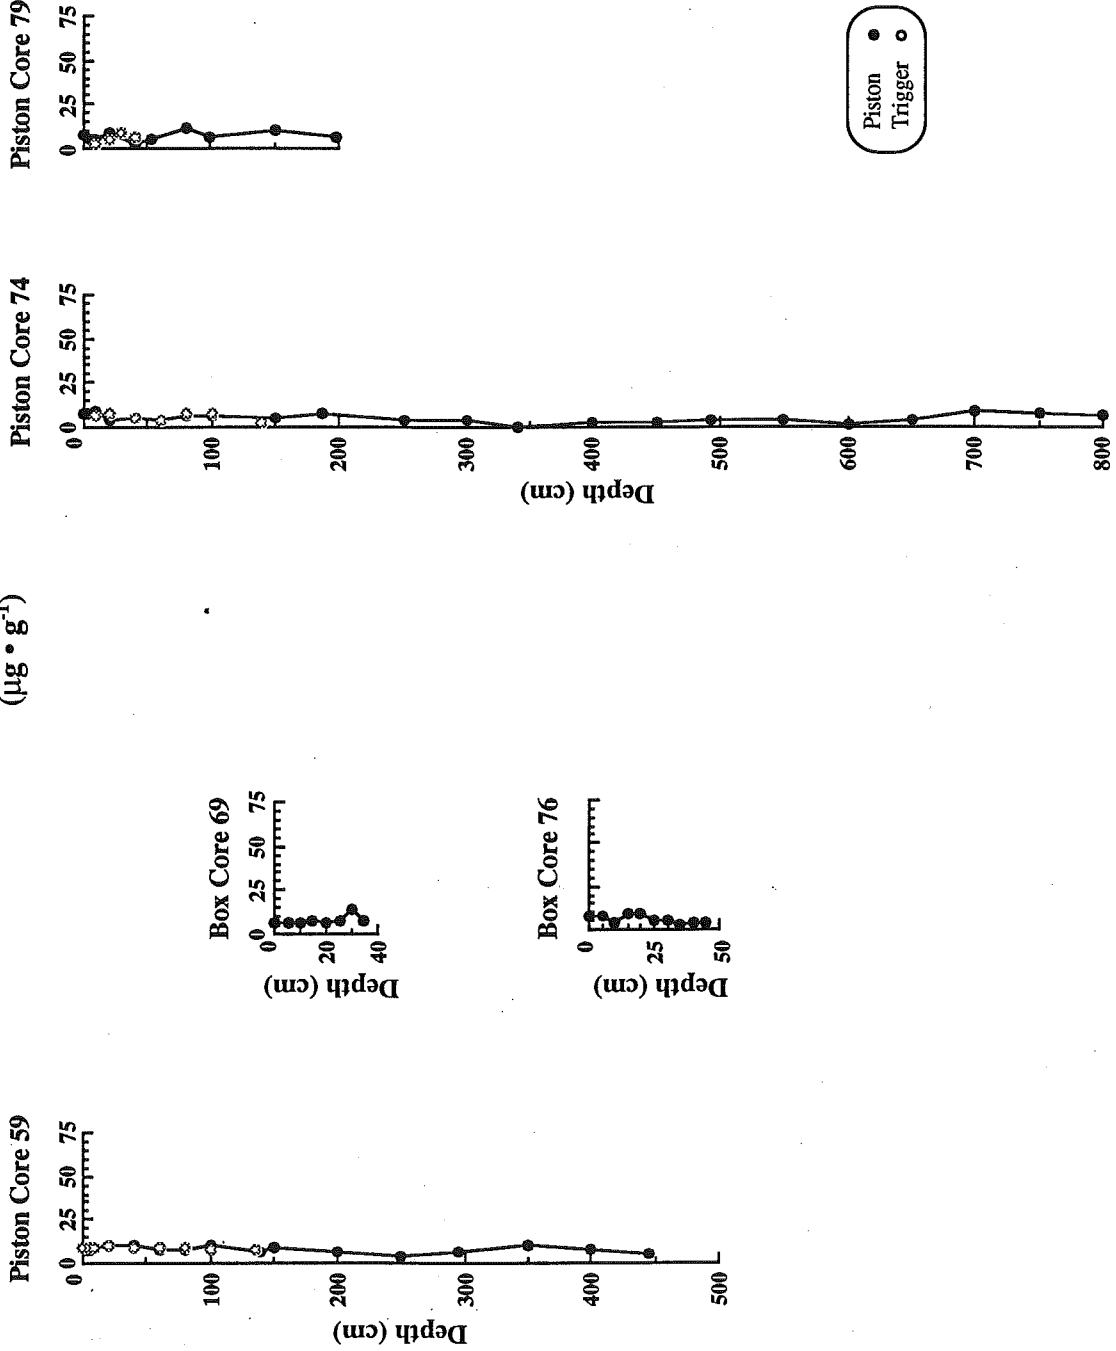 (µg • g⁻¹)
Piston Core 59
0 25 50 75
0
100
200
300
400
500
Depth (cm)
Box Core 69
0 25 50 75
0
20
40
Depth (cm)
Box Core 76
0
25
50
Depth (cm)
Piston Core 74
0 25 50 75
0
100
200
300
400
500
600
700
800
Depth (cm)
Piston Core 79
0 25 50 75
Piston
Trigger